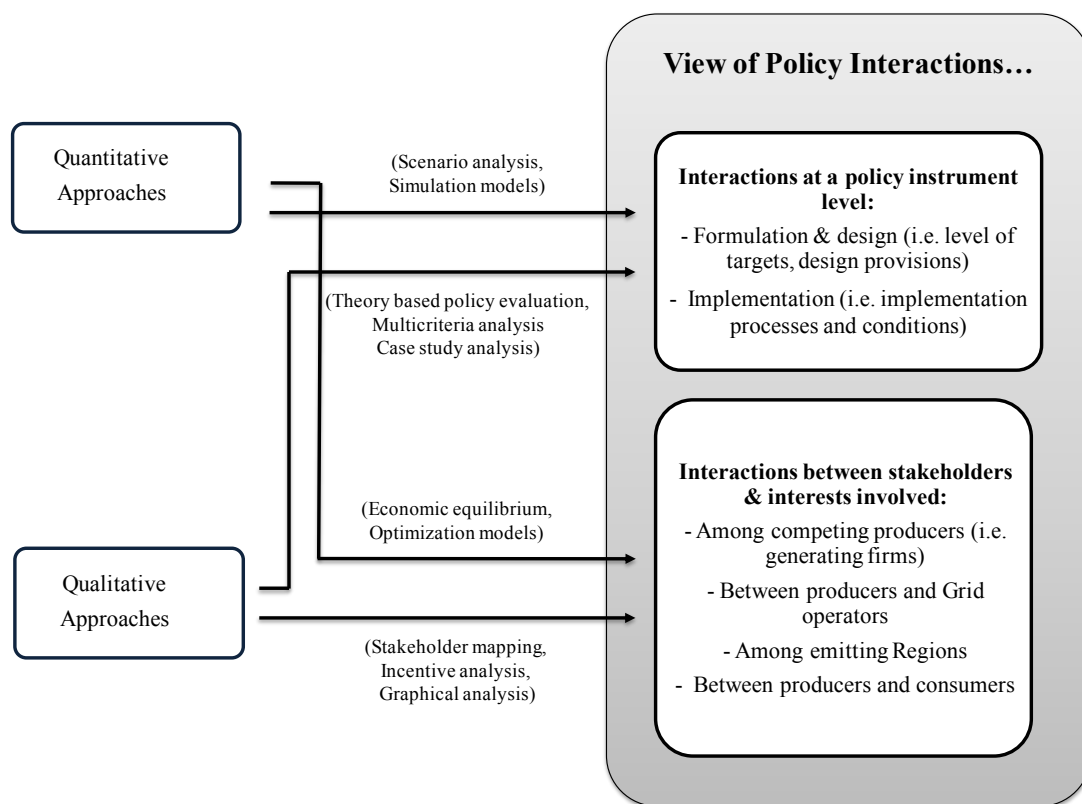 View of Policy Interactions…
Quantitative
Approaches
(Scenario analysis,
Simulation models)
Interactions at a policy instrument
level:
- Formulation & design (i.e. level of
targets, design provisions)
- Implementation (i.e. implementation
processes and conditions)
(Theory based policy evaluation,
Multicriteria analysis
Case study analysis)
(Economic equilibrium,
Optimization models)
Qualitative
Approaches
(Stakeholder mapping,
Incentive analysis,
Graphical analysis)
Interactions between stakeholders
& interests involved:
- Among competing producers (i.e.
generating firms)
- Between producers and Grid
operators
- Among emitting Regions
- Between producers and consumers